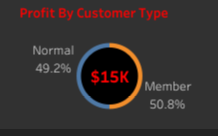 Profit By Customer Type
Normal
49.2%
$15K
Member
50.8%